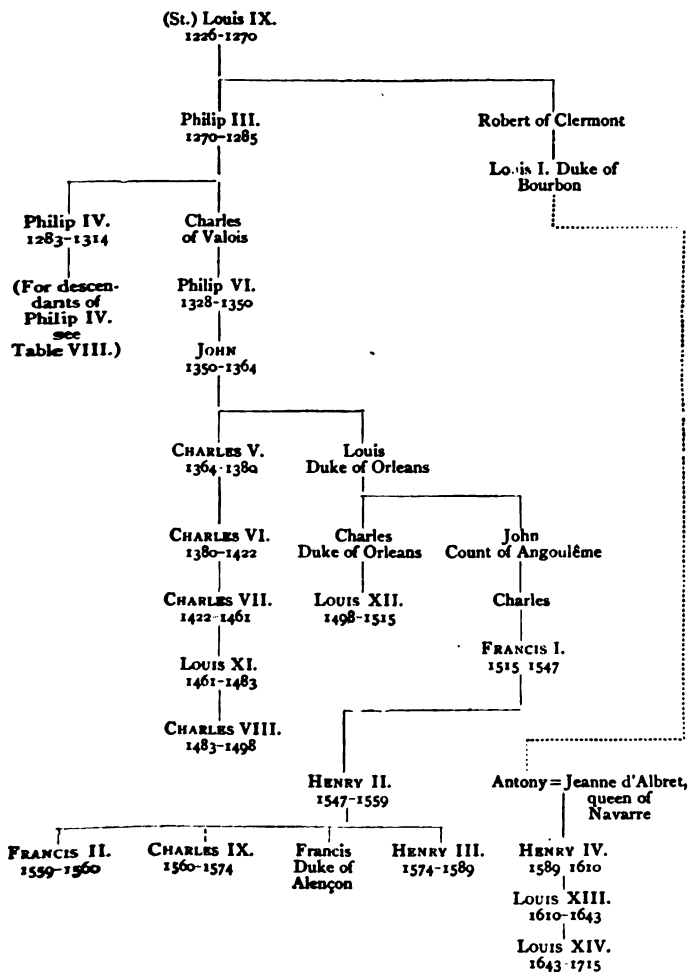 (St.) Louis IX.
1226-1270
Philip III.
1270-1285
Robert of Clermont
Louis I. Duke of
Bourbon
Philip IV.
1283-1314
Charles
of Valois
(For descen-
dants of
Philip IV.
see
Table VIII.)
Philip VI.
1328-1350
JOHN
1350-1364
CHARLES V.
1364-1380
Louis
Duke of Orleans
CHARLES VI.
1380-1422
Charles
Duke of Orleans
John
Count of Angoulême
CHARLES VII.
1422-1461
LOUIS XII.
1498-1515
Charles
LOUIS XI.
1461-1483
FRANCIS I.
1515 1547
CHARLES VIII.
1483-1498
HENRY II.
1547-1559
Antony = Jeanne d'Albret,
queen of
Navarre
FRANCIS II.
1559-1560
CHARLES IX.
1560-1574
Francis
Duke of
Alençon
HENRY III.
1574-1589
HENRY IV.
1589 1610
LOUIS XIII.
1610-1643
LOUIS XIV.
1643-1715